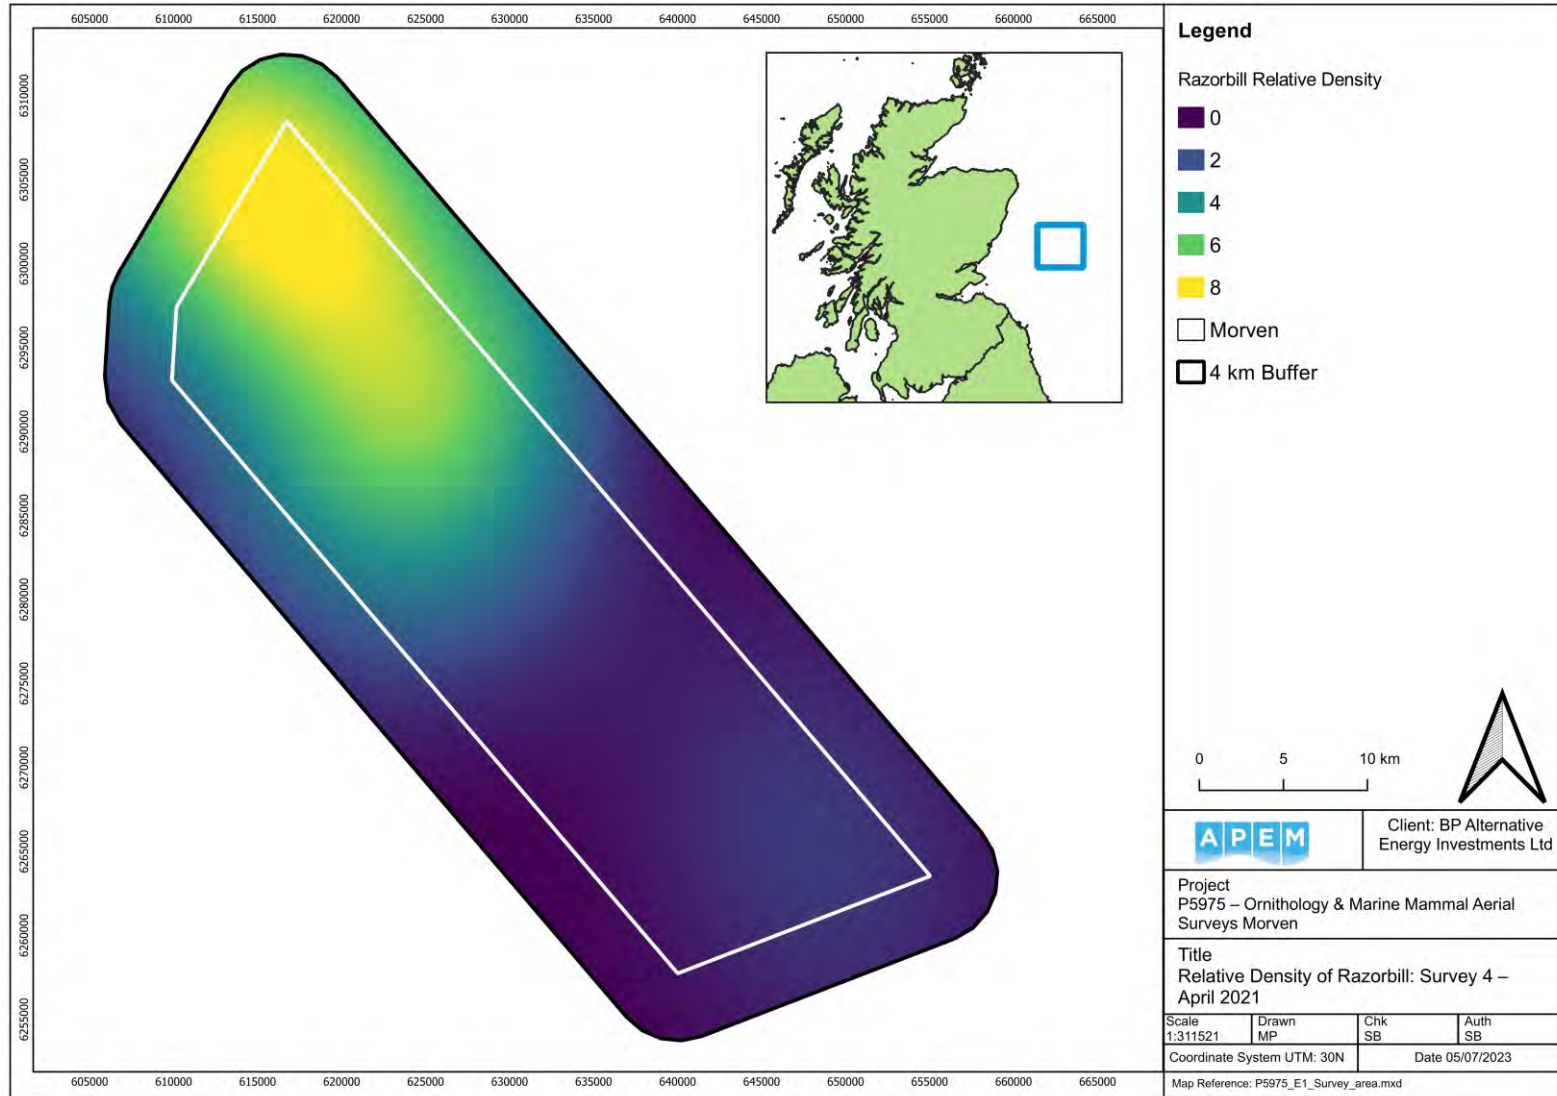 605000 610000 615000 620000 625000 630000 635000 640000 645000 650000 655000 660000 665000
6310000
6305000
6300000
6295000
6290000
6285000
6280000
6275000
6270000
6265000
6260000
6255000
605000 610000 615000 620000 625000 630000 635000 640000 645000 650000 655000 660000 665000
Legend
Razorbill Relative Density
0
2
4
6
8
Morven
4 km Buffer
0 5 10 km
APEM
Client: BP Alternative
Energy Investments Ltd
Project
P5975 – Ornithology & Marine Mammal Aerial
Surveys Morven
Title
Relative Density of Razorbill: Survey 4 –
April 2021
Scale
1:311521
Drawn
MP
Chk
SB
Auth
SB
Coordinate System UTM: 30N
Date 05/07/2023
Map Reference: P5975_E1_Survey_area.mxd